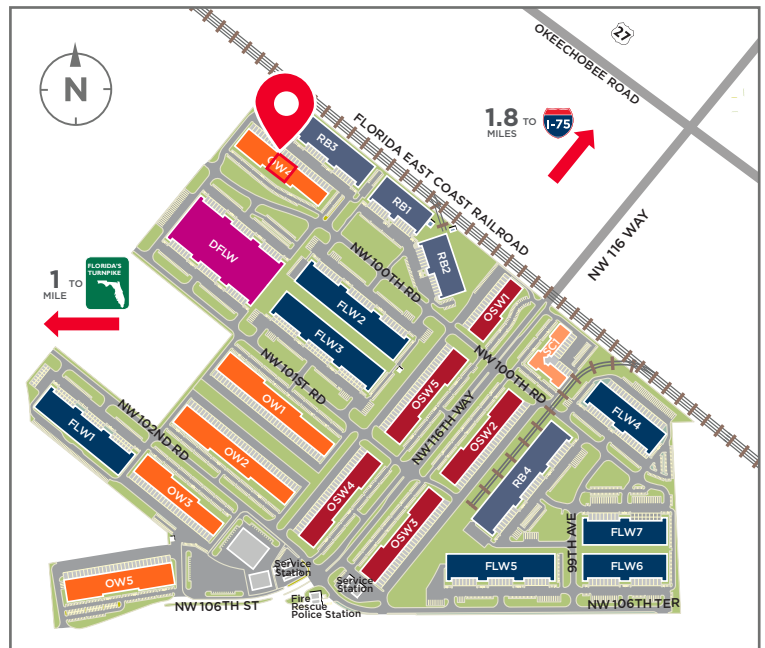 27
OKEECHOBEE ROAD
N
1.8 TO
MILES
I-75
FLORIDA EAST COAST RAILROAD
NW 116 WAY
RB3
OW4
RB1
RB2
DFLW
NW 100TH RD
FLORIDA'S
TURNPIKE
1 TO
MILE
FLW2
FLW3
OSW1
SC1
NW 101ST RD
NW 100TH RD
OW1
OSW5
NW 116TH WAY
OSW2
FLW4
NW 102ND RD
FLW1
OW2
OW3
OSW4
OSW3
RB4
99TH AVE
FLW7
FLW6
FLW5
OW5
Service
Station
Service
Station
Fire
Rescue
Police Station
NW 106TH ST
NW 106TH TER